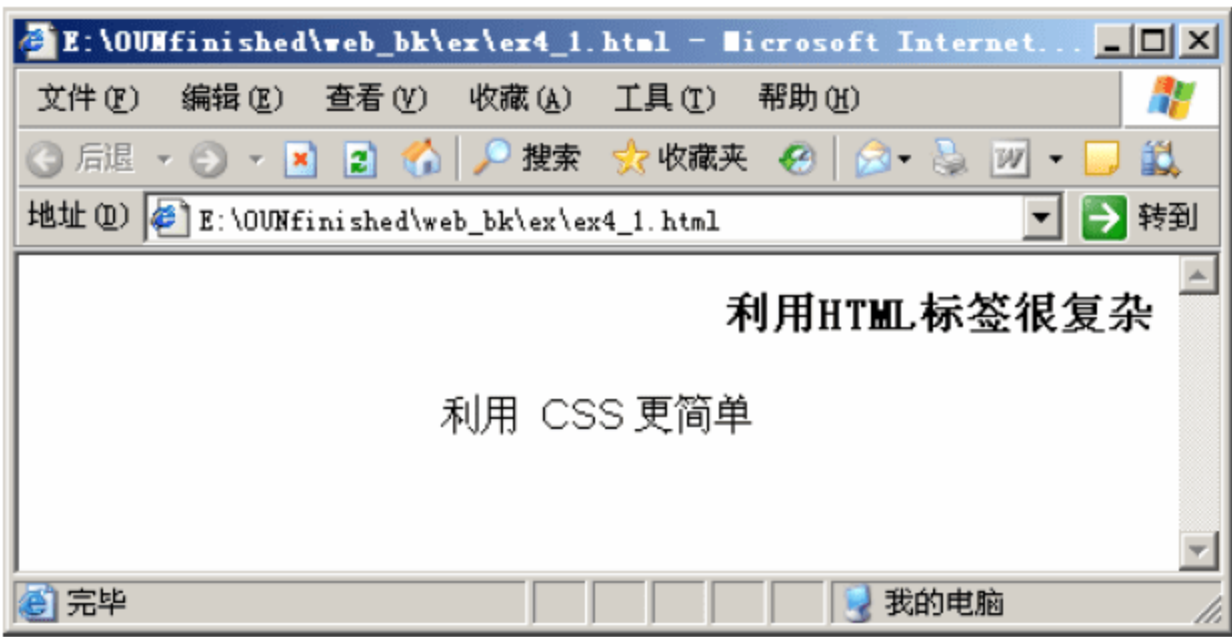 E:\OUNfinished\web_bk\ex\ex4_1.html - Microsoft Internet...
文件(F) 编辑(E) 查看(V) 收藏(A) 工具(T) 帮助(H)
后退 搜索 收藏夹 W
地址(D) E:\OUNfinished\web_bk\ex\ex4_1.html 转到
利用HTML标签很复杂
利用 CSS 更简单
完毕 我的电脑